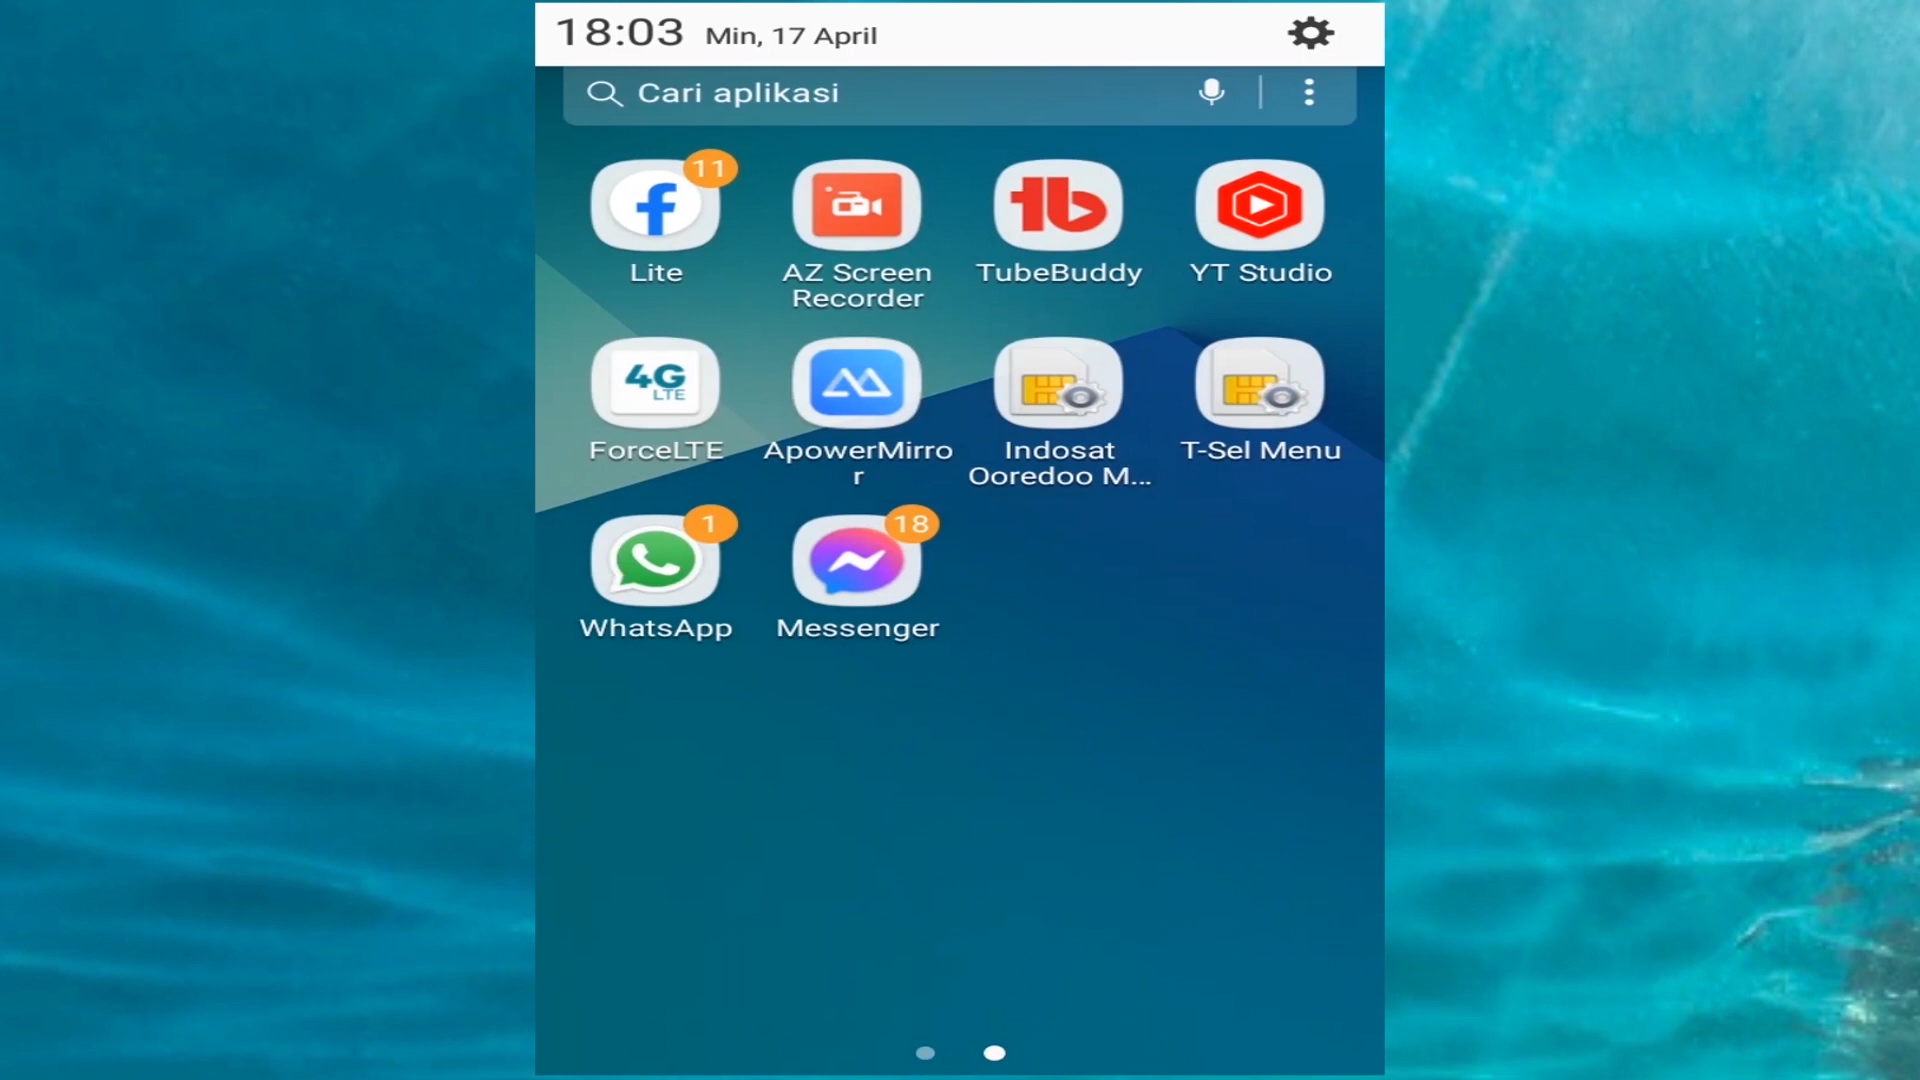 18:03 Min, 17 April
Cari aplikasi
11
Lite
AZ Screen
Recorder
TubeBuddy
YT Studio
4G
LTE
ForceLTE
ApowerMirro
r
Indosat
Ooredoo M...
T-Sel Menu
1
WhatsApp
18
Messenger